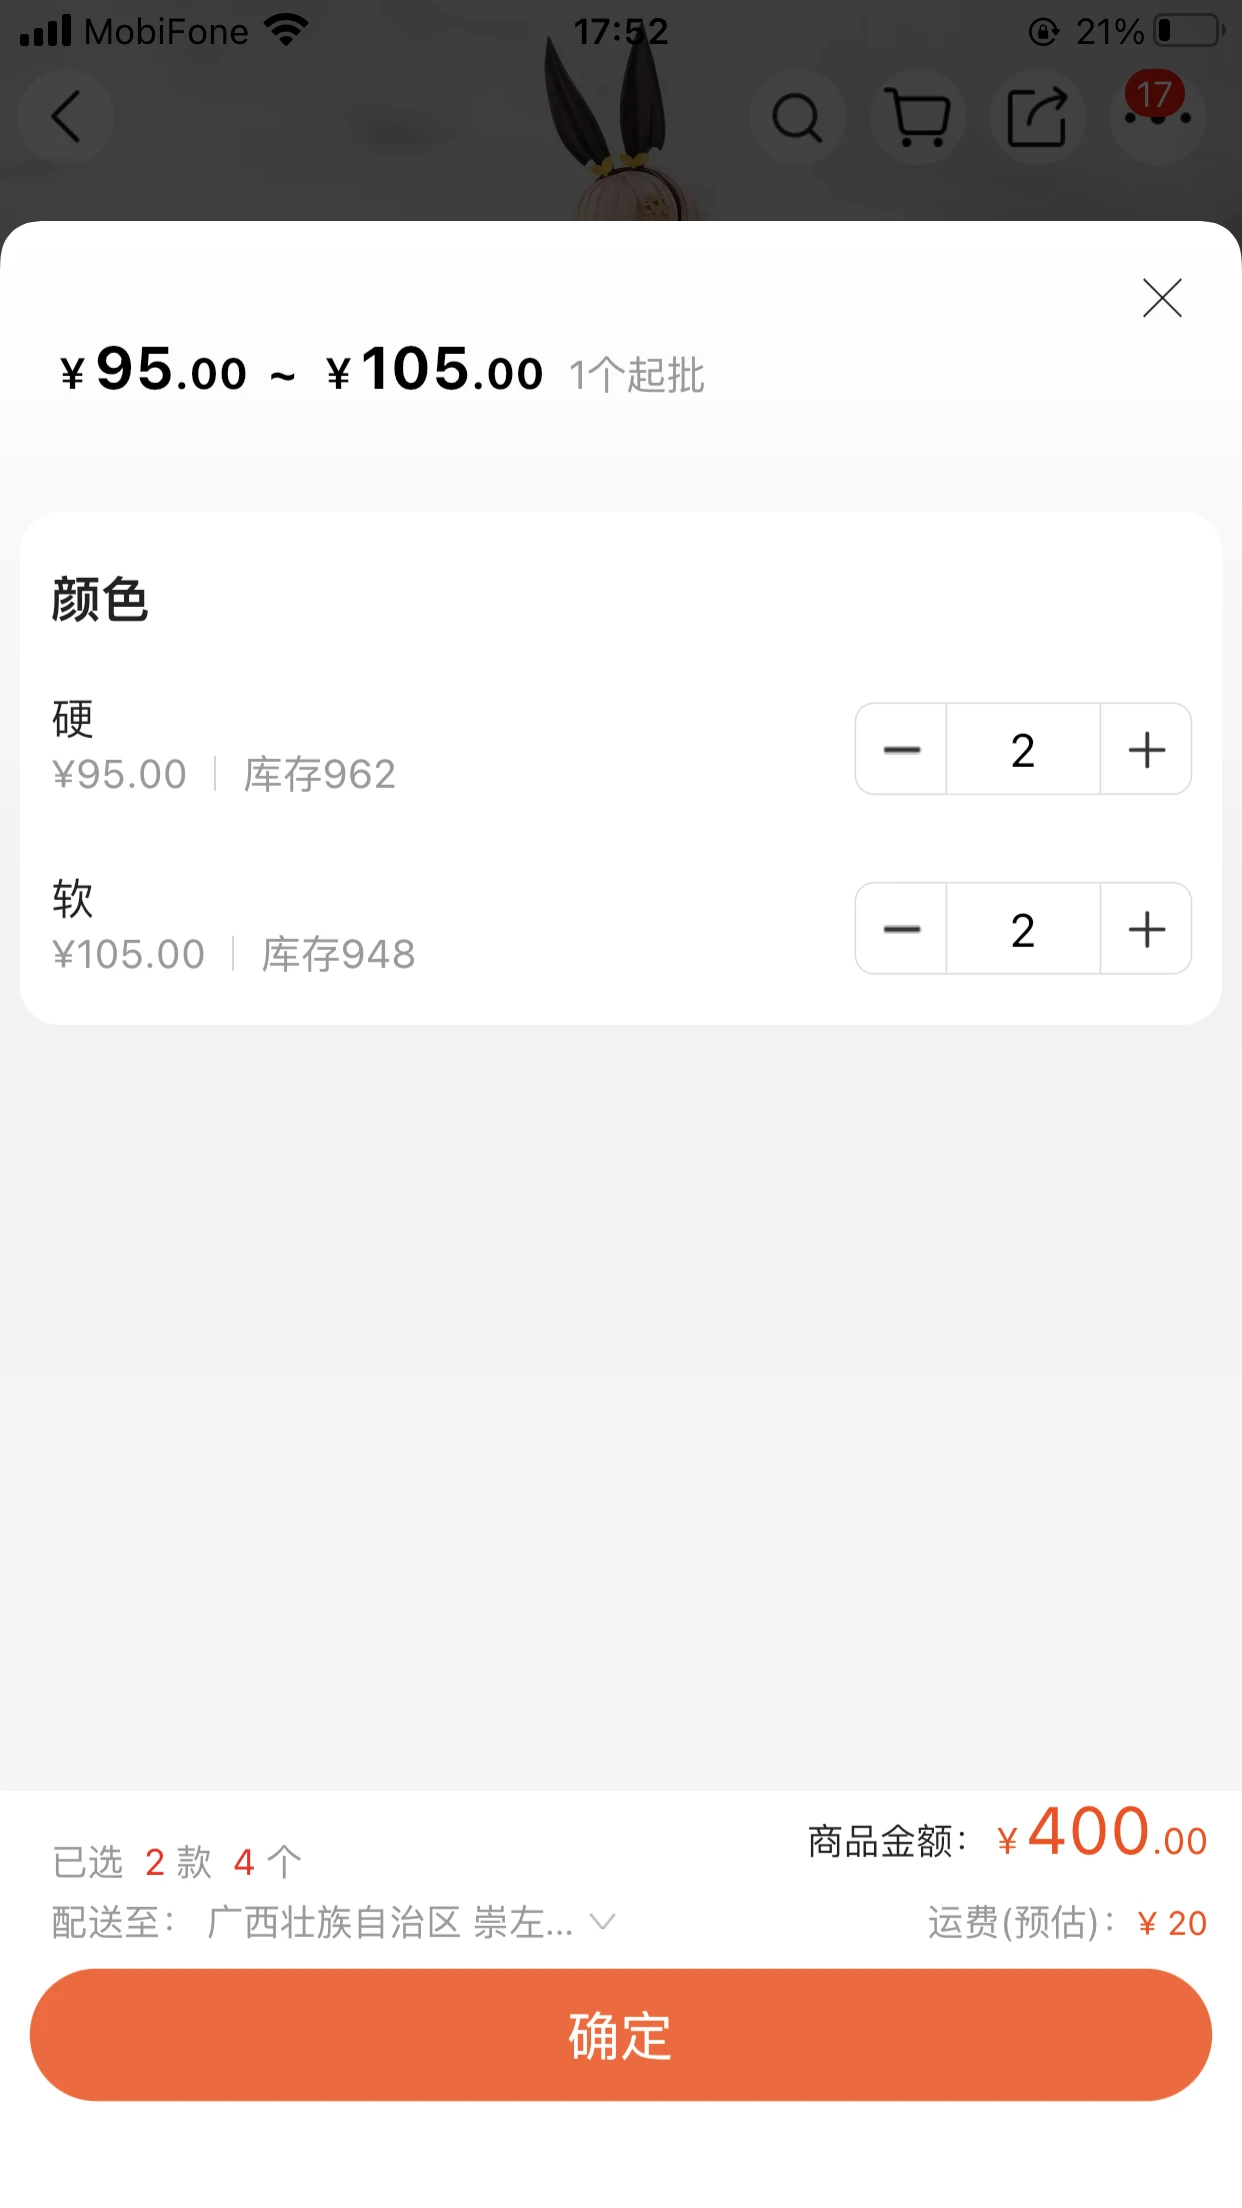 MobiFone 17:52 21%
17
¥95.00 ~ ¥105.00 1个起批
颜色
硬
¥95.00 库存962
2
软
¥105.00 库存948
2
商品金额： ¥400.00
已选 2 款 4 个
配送至： 广西壮族自治区 崇左...
运费(预估)：¥ 20
确定